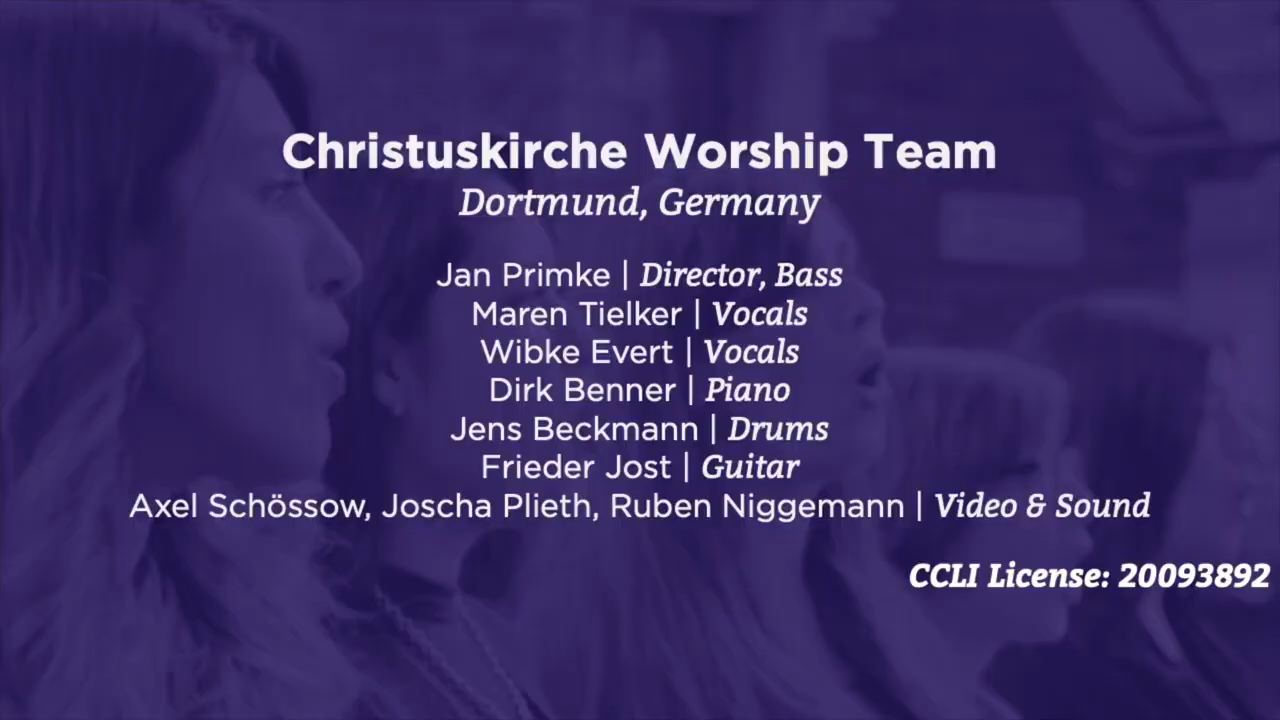 Christuskirche Worship Team
Dortmund, Germany
Jan Primke | Director, Bass
Maren Tielker | Vocals
Wibke Evert | Vocals
Dirk Benner | Piano
Jens Beckmann | Drums
Frieder Jost | Guitar
Axel Schössow, Joscha Plieth, Ruben Niggemann | Video & Sound
CCLI License: 20093892